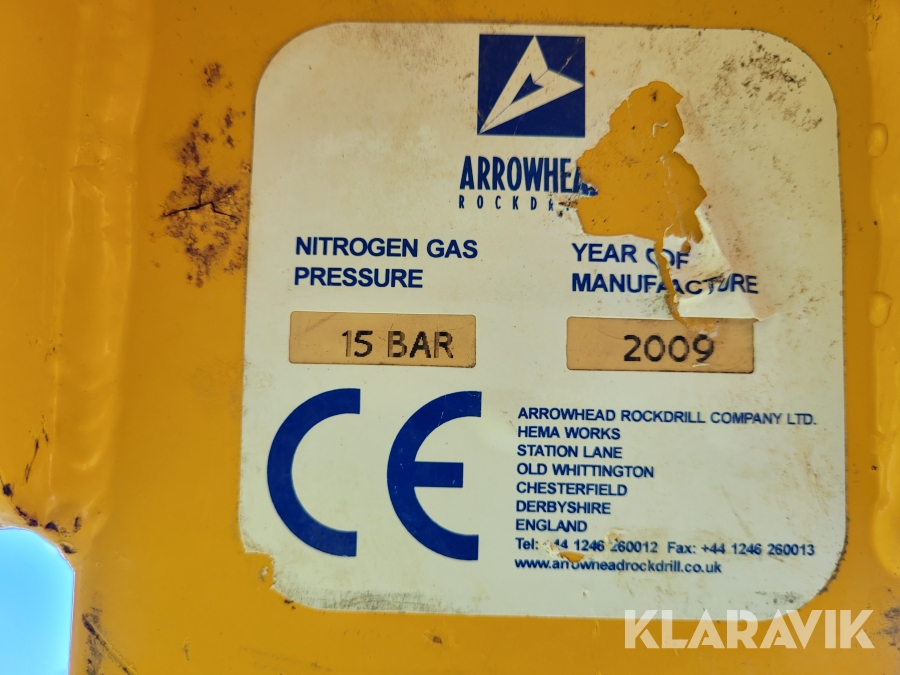 ARROWHEA
ROCKD
NITROGEN GAS
PRESSURE
15 BAR
YEAR OF
MANUFACTURE
2009
CE
ARROWHEAD ROCKDRILL COMPANY LTD.
HEMA WORKS
STATION LANE
OLD WHITTINGTON
CHESTERFIELD
DERBYSHIRE
ENGLAND
Tel: +44 1246 260012 Fax: +44 1246 260013
www.arrowheadrockdrill.co.uk
KLARAVIK